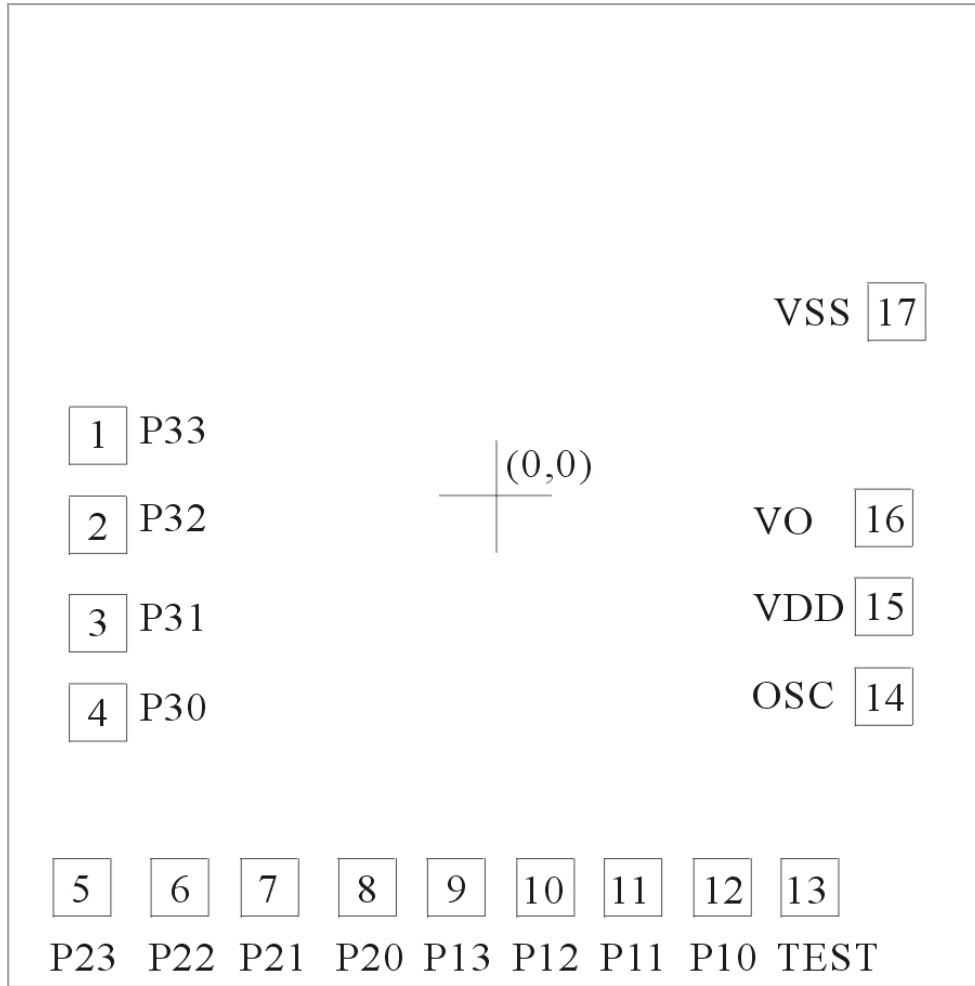 VSS 17
1 P33
(0,0)
2 P32
VO 16
3 P31
VDD 15
4 P30
OSC 14
5 6 7 8 9 10 11 12 13
P23 P22 P21 P20 P13 P12 P11 P10 TEST